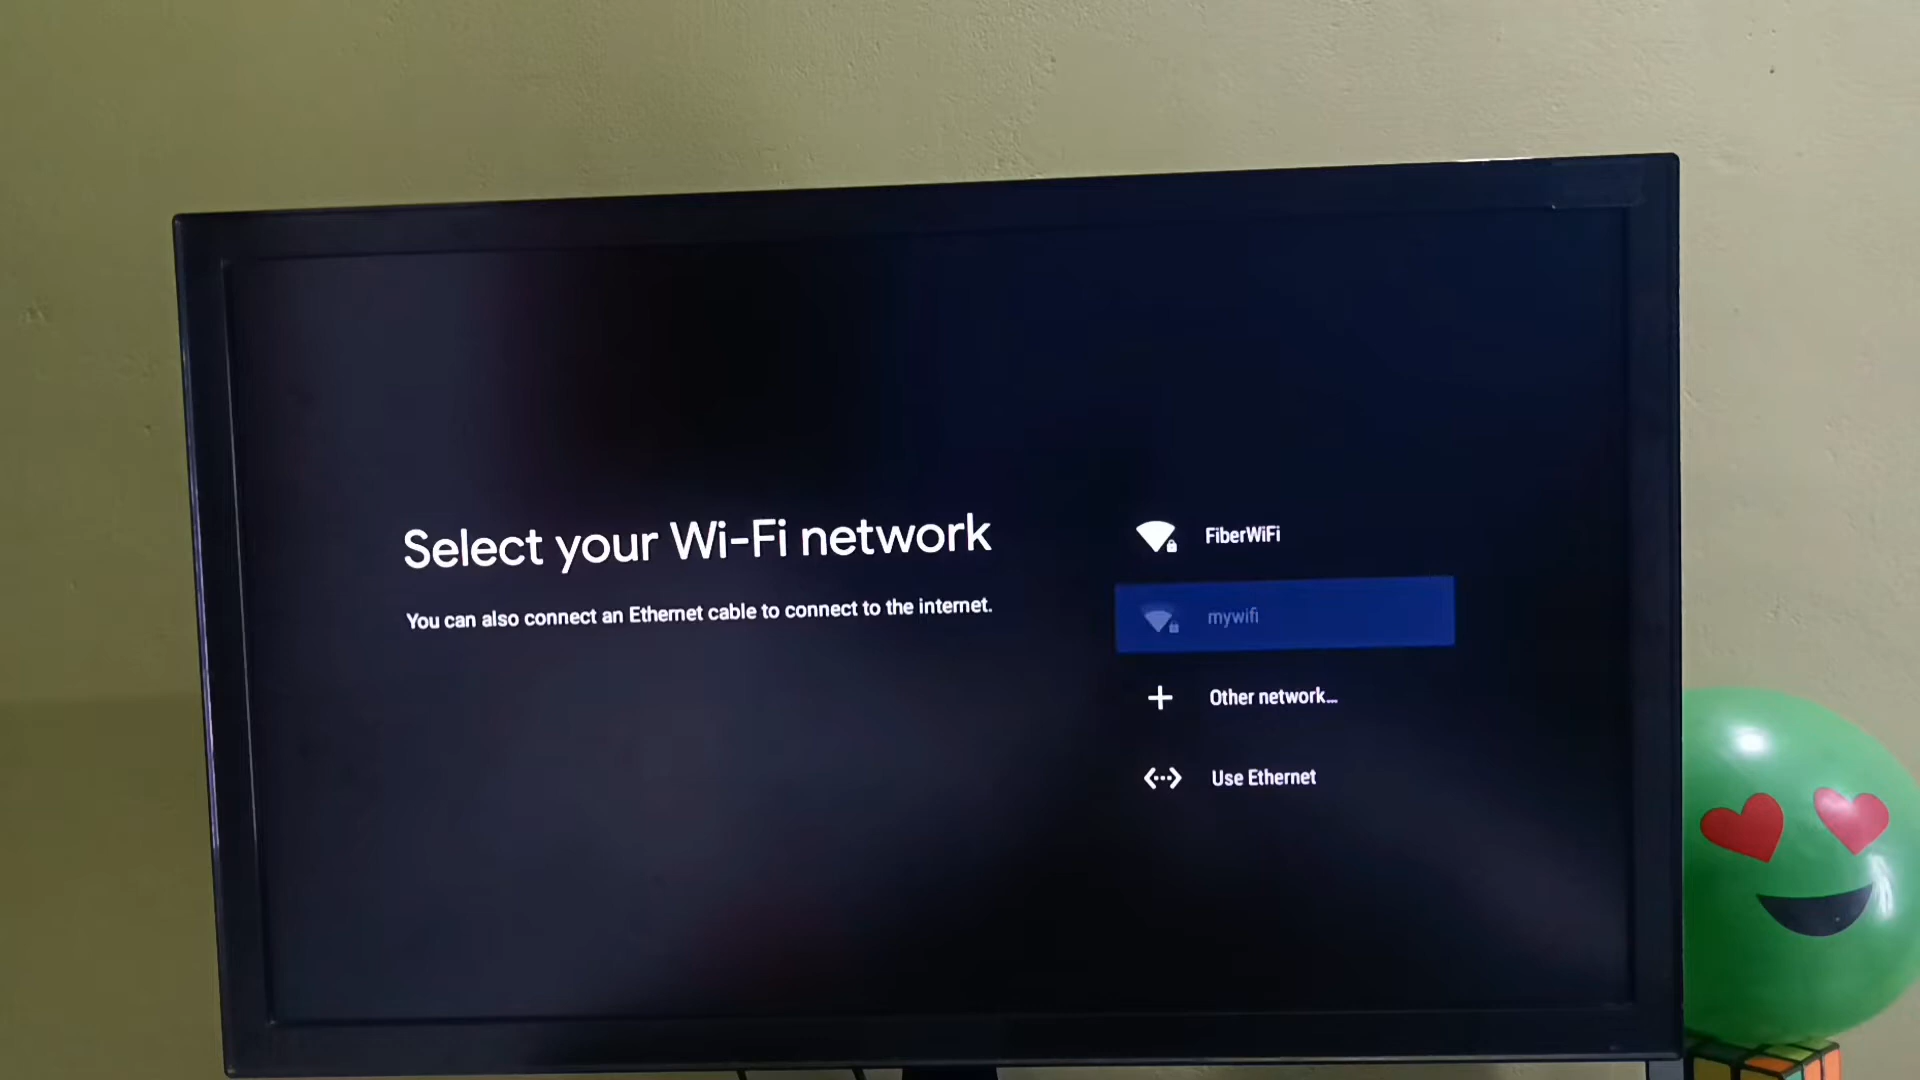 Select your Wi-Fi network
You can also connect an Ethernet cable to connect to the internet.
FiberWiFi
mywifi
Other network...
Use Ethernet